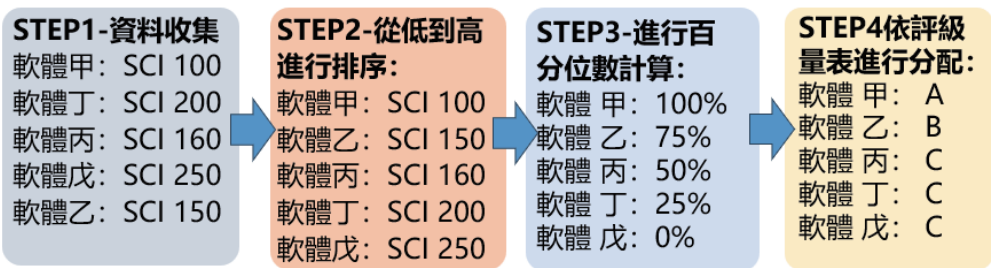 STEP1-資料收集
軟體甲：SCI 100
軟體丁：SCI 200
軟體丙：SCI 160
軟體戊：SCI 250
軟體乙：SCI 150
STEP2-從低到高
進行排序：
軟體甲：SCI 100
軟體乙：SCI 150
軟體丙：SCI 160
軟體丁：SCI 200
軟體戊：SCI 250
STEP3-進行百
分位數計算：
軟體 甲：100%
軟體 乙：75%
軟體 丙：50%
軟體 丁：25%
軟體 戊：0%
STEP4依評級
量表進行分配：
軟體 甲： A
軟體 乙： B
軟體 丙： C
軟體 丁： C
軟體 戊： C